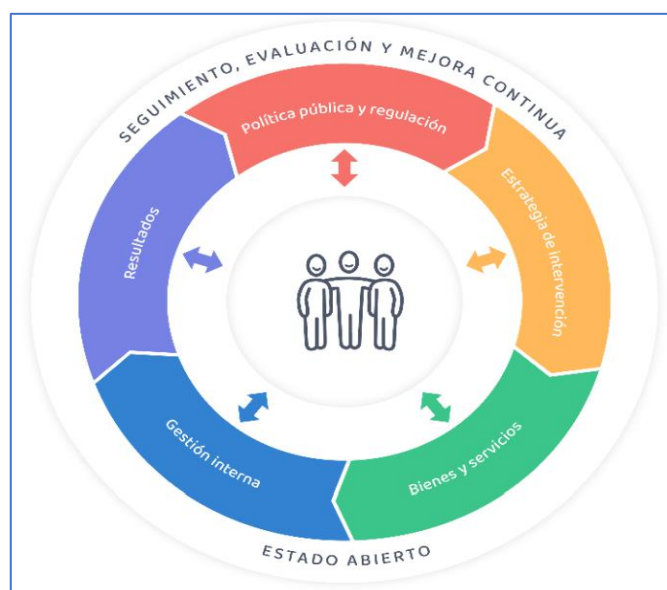 SEGUIMIENTO, EVALUACIÓN Y MEJORA CONTINUA
Política pública y regulación
Estrategia de intervención
Bienes y servicios
Gestión interna
Resultados
ESTADO ABIERTO